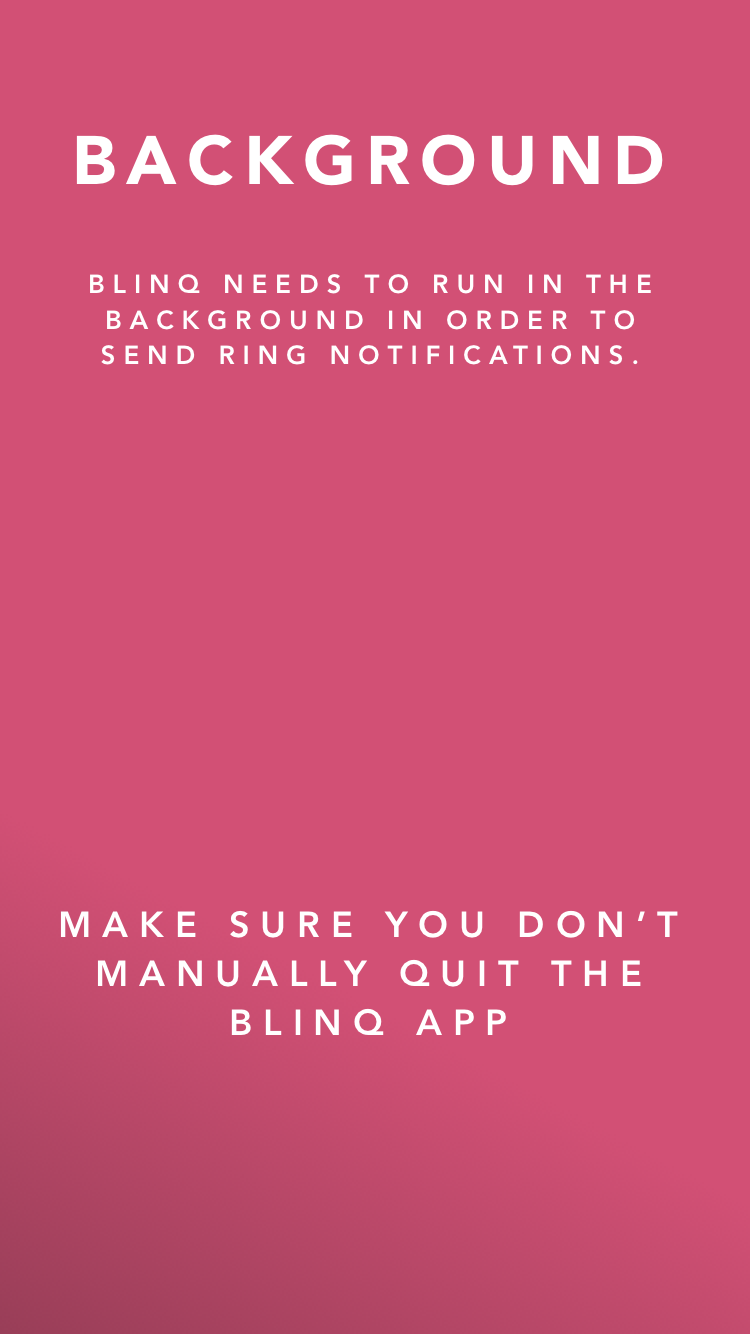 BACKGROUND
BLINQ NEEDS TO RUN IN THE
BACKGROUND IN ORDER TO
SEND RING NOTIFICATIONS.
MAKE SURE YOU DON’T
MANUALLY QUIT THE
BLINQ APP